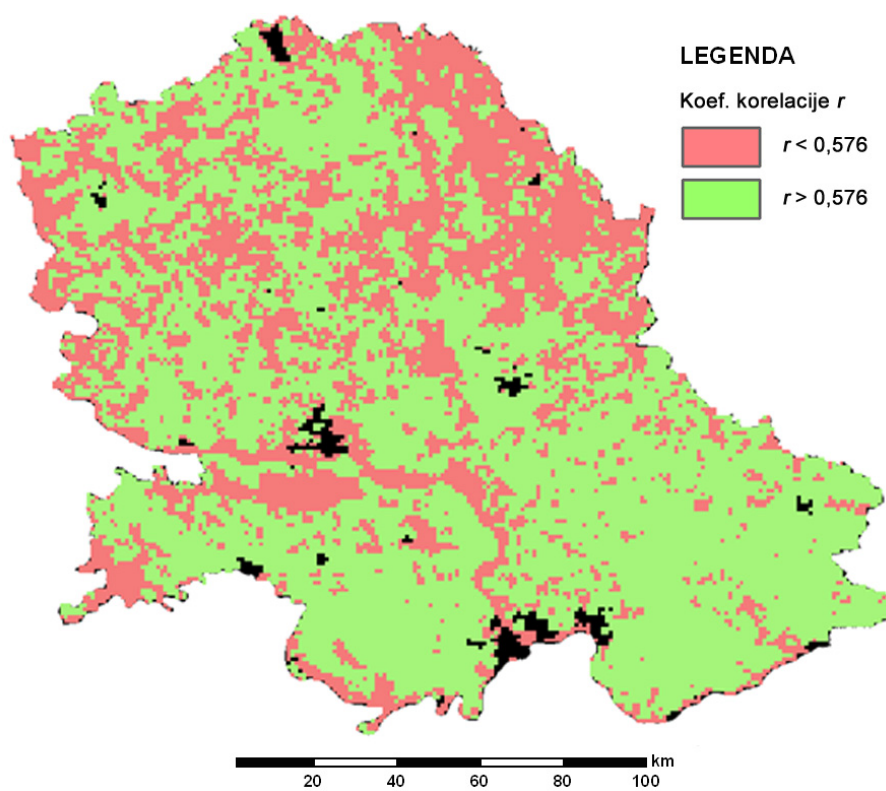 LEGENDA
Koef. korelacije r
r < 0,576
r > 0,576
km
20 40 60 80 100